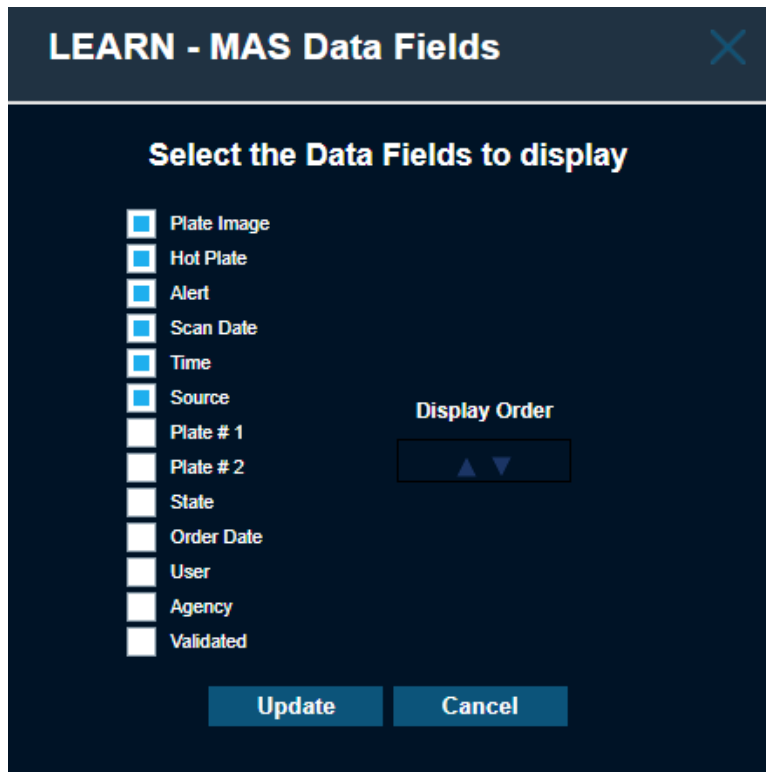 LEARN - MAS Data Fields
Select the Data Fields to display
Plate Image
Hot Plate
Alert
Scan Date
Time
Source
Plate # 1
Plate # 2
State
Order Date
User
Agency
Validated
Display Order
Update
Cancel